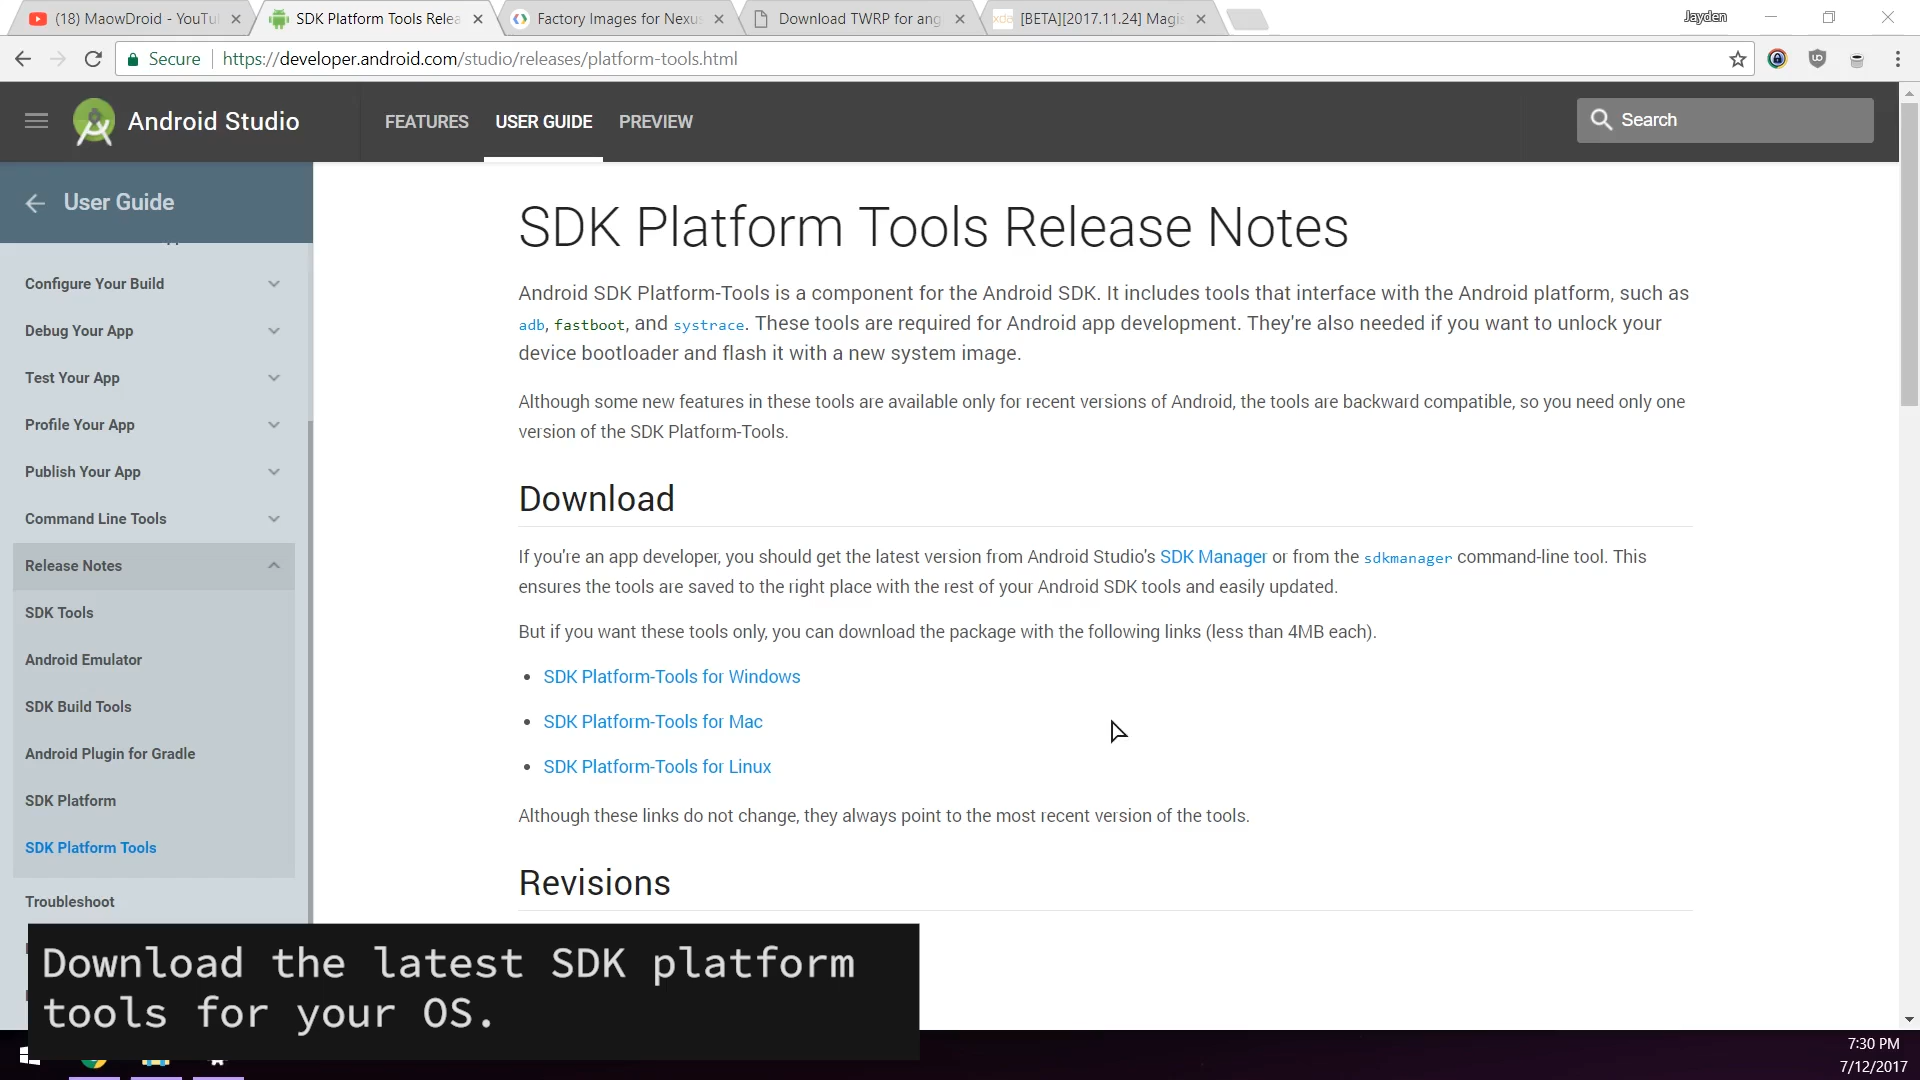 (18) MaowDroid - YouTu
SDK Platform Tools Relea
Factory Images for Nexus
Download TWRP for ang
[BETA][2017.11.24] Magis
Jayden
Secure
https://developer.android.com/studio/releases/platform-tools.html
Android Studio
FEATURES
USER GUIDE
PREVIEW
Search
User Guide
Configure Your Build
Debug Your App
Test Your App
Profile Your App
Publish Your App
Command Line Tools
Release Notes
SDK Tools
Android Emulator
SDK Build Tools
Android Plugin for Gradle
SDK Platform
SDK Platform Tools
Troubleshoot
SDK Platform Tools Release Notes
Android SDK Platform-Tools is a component for the Android SDK. It includes tools that interface with the Android platform, such as
adb, fastboot, and systrace. These tools are required for Android app development. They're also needed if you want to unlock your
device bootloader and flash it with a new system image.
Although some new features in these tools are available only for recent versions of Android, the tools are backward compatible, so you need only one
version of the SDK Platform-Tools.
Download
If you're an app developer, you should get the latest version from Android Studio's SDK Manager or from the sdkmanager command-line tool. This
ensures the tools are saved to the right place with the rest of your Android SDK tools and easily updated.
But if you want these tools only, you can download the package with the following links (less than 4MB each).
• SDK Platform-Tools for Windows
• SDK Platform-Tools for Mac
• SDK Platform-Tools for Linux
Although these links do not change, they always point to the most recent version of the tools.
Revisions
Download the latest SDK platform
tools for your OS.
7:30 PM
7/12/2017